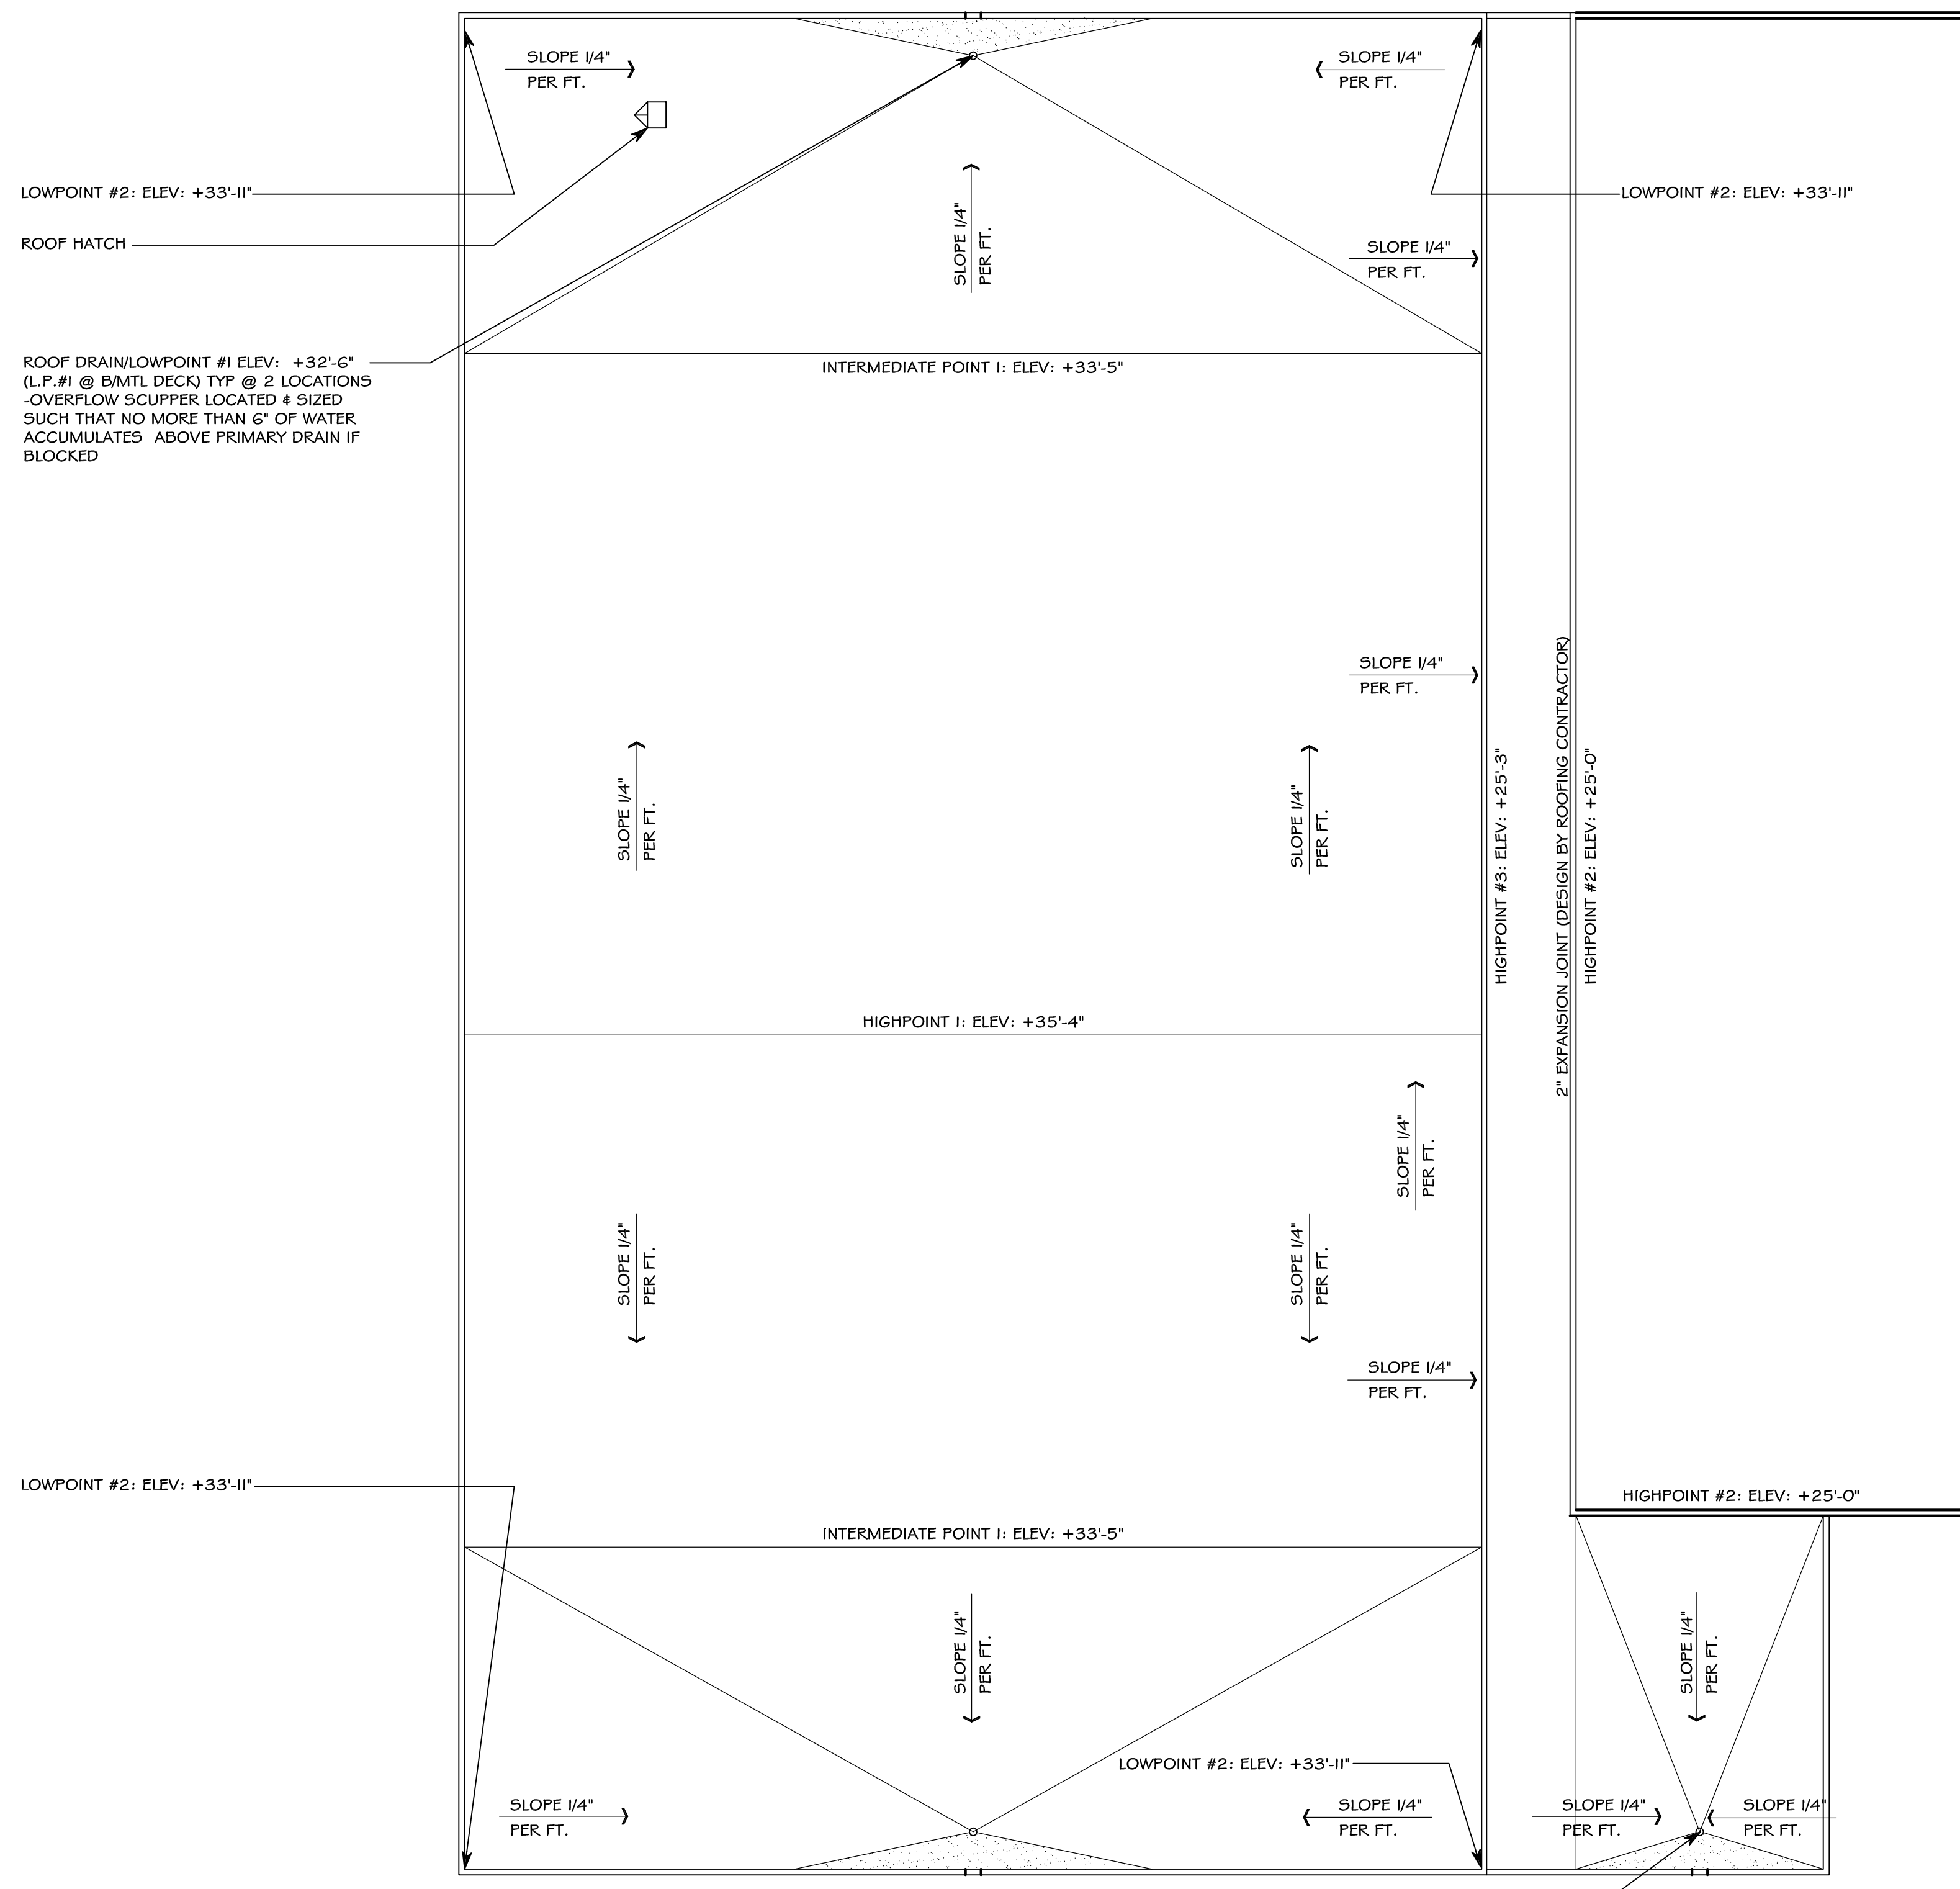 SLOPE 1/4"
PER FT.
SLOPE 1/4"
PER FT.
LOWPOINT #2: ELEV: +33'-11"
LOWPOINT #2: ELEV: +33'-11"
ROOF HATCH
SLOPE 1/4"
PER FT.
SLOPE 1/4"
PER FT.
ROOF DRAIN/LOWPOINT #1 ELEV: +32'-6"
(L.P.#1 @ B/MTL DECK) TYP @ 2 LOCATIONS
-OVERFLOW SCUPPER LOCATED & SIZED
SUCH THAT NO MORE THAN 6" OF WATER
ACCUMULATES ABOVE PRIMARY DRAIN IF
BLOCKED
INTERMEDIATE POINT 1: ELEV: +33'-5"
SLOPE 1/4"
PER FT.
SLOPE 1/4"
PER FT.
SLOPE 1/4"
PER FT.
HIGHPOINT #3: ELEV: +25'-3"
2" EXPANSION JOINT (DESIGN BY ROOFING CONTRACTOR)
HIGHPOINT #2: ELEV: +25'-0"
HIGHPOINT 1: ELEV: +35'-4"
SLOPE 1/4"
PER FT.
SLOPE 1/4"
PER FT.
SLOPE 1/4"
PER FT.
SLOPE 1/4"
PER FT.
LOWPOINT #2: ELEV: +33'-11"
HIGHPOINT #2: ELEV: +25'-0"
INTERMEDIATE POINT 1: ELEV: +33'-5"
SLOPE 1/4"
PER FT.
SLOPE 1/4"
PER FT.
LOWPOINT #2: ELEV: +33'-11"
SLOPE 1/4"
PER FT.
SLOPE 1/4"
PER FT.
SLOPE 1/4"
PER FT.
SLOPE 1/4"
PER FT.